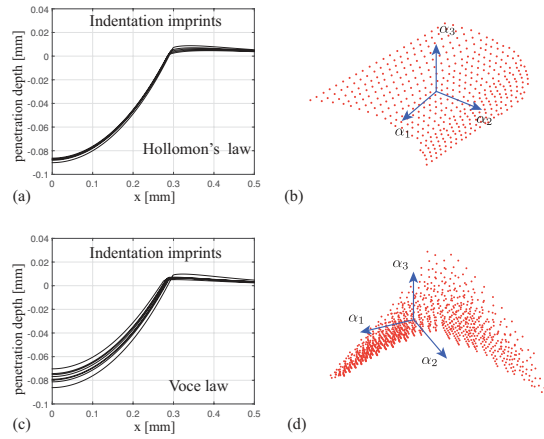 Indentation imprints
penetration depth [mm]
0.04
0.02
0
-0.02
-0.04
-0.06
-0.08
-0.1
Hollomon's law
0 0.1 0.2 0.3 0.4 0.5
x [mm]
(a)
α3
α1
α2
(b)
Indentation imprints
penetration depth [mm]
0.04
0.02
0
-0.02
-0.04
-0.06
-0.08
-0.1
Voce law
0 0.1 0.2 0.3 0.4 0.5
x [mm]
(c)
α3
α1
α2
(d)